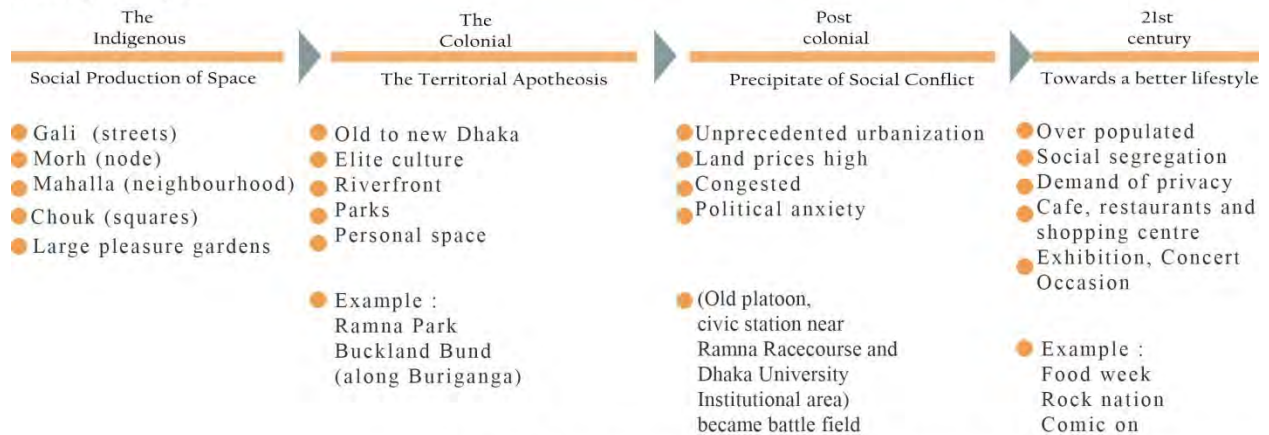 The
Indigenous
Social Production of Space
Gali (streets)
Morh (node)
Mahalla (neighbourhood)
Chouk (squares)
Large pleasure gardens
The
Colonial
The Territorial Apotheosis
Old to new Dhaka
Elite culture
Riverfront
Parks
Personal space
Example :
Ramna Park
Buckland Bund
(along Buriganga)
Post
colonial
Precipitate of Social Conflict
Unprecedented urbanization
Land prices high
Congested
Political anxiety
(Old platoon,
civic station near
Ramna Racecourse and
Dhaka University
Institutional area)
became battle field
21st
century
Towards a better lifestyle
Over populated
Social segregation
Demand of privacy
Cafe, restaurants and
shopping centre
Exhibition, Concert
Occasion
Example :
Food week
Rock nation
Comic on